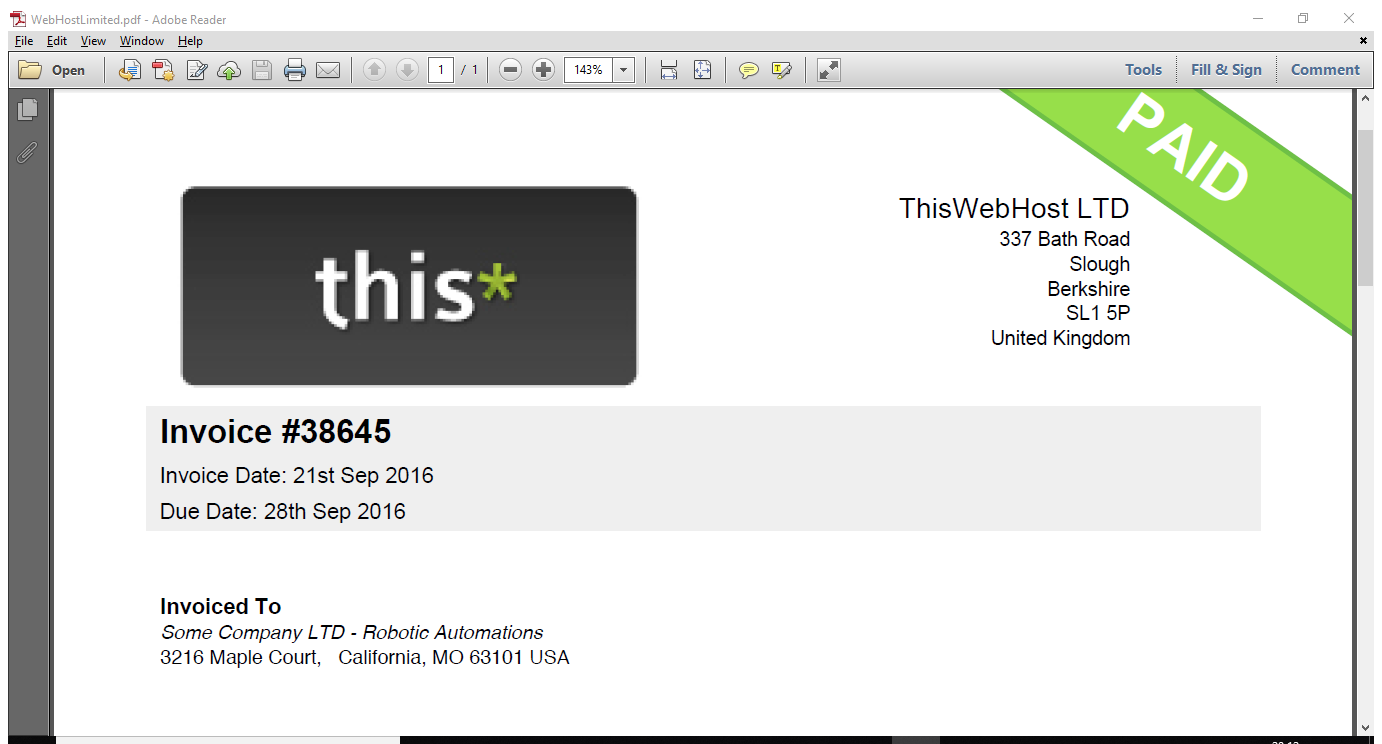 WebHostLimited.pdf - Adobe Reader
File Edit View Window Help
Open 1 / 1 143% Tools Fill & Sign Comment
PAID
this*
ThisWebHost LTD
337 Bath Road
Slough
Berkshire
SL1 5P
United Kingdom
Invoice #38645
Invoice Date: 21st Sep 2016
Due Date: 28th Sep 2016
Invoiced To
Some Company LTD - Robotic Automations
3216 Maple Court, California, MO 63101 USA